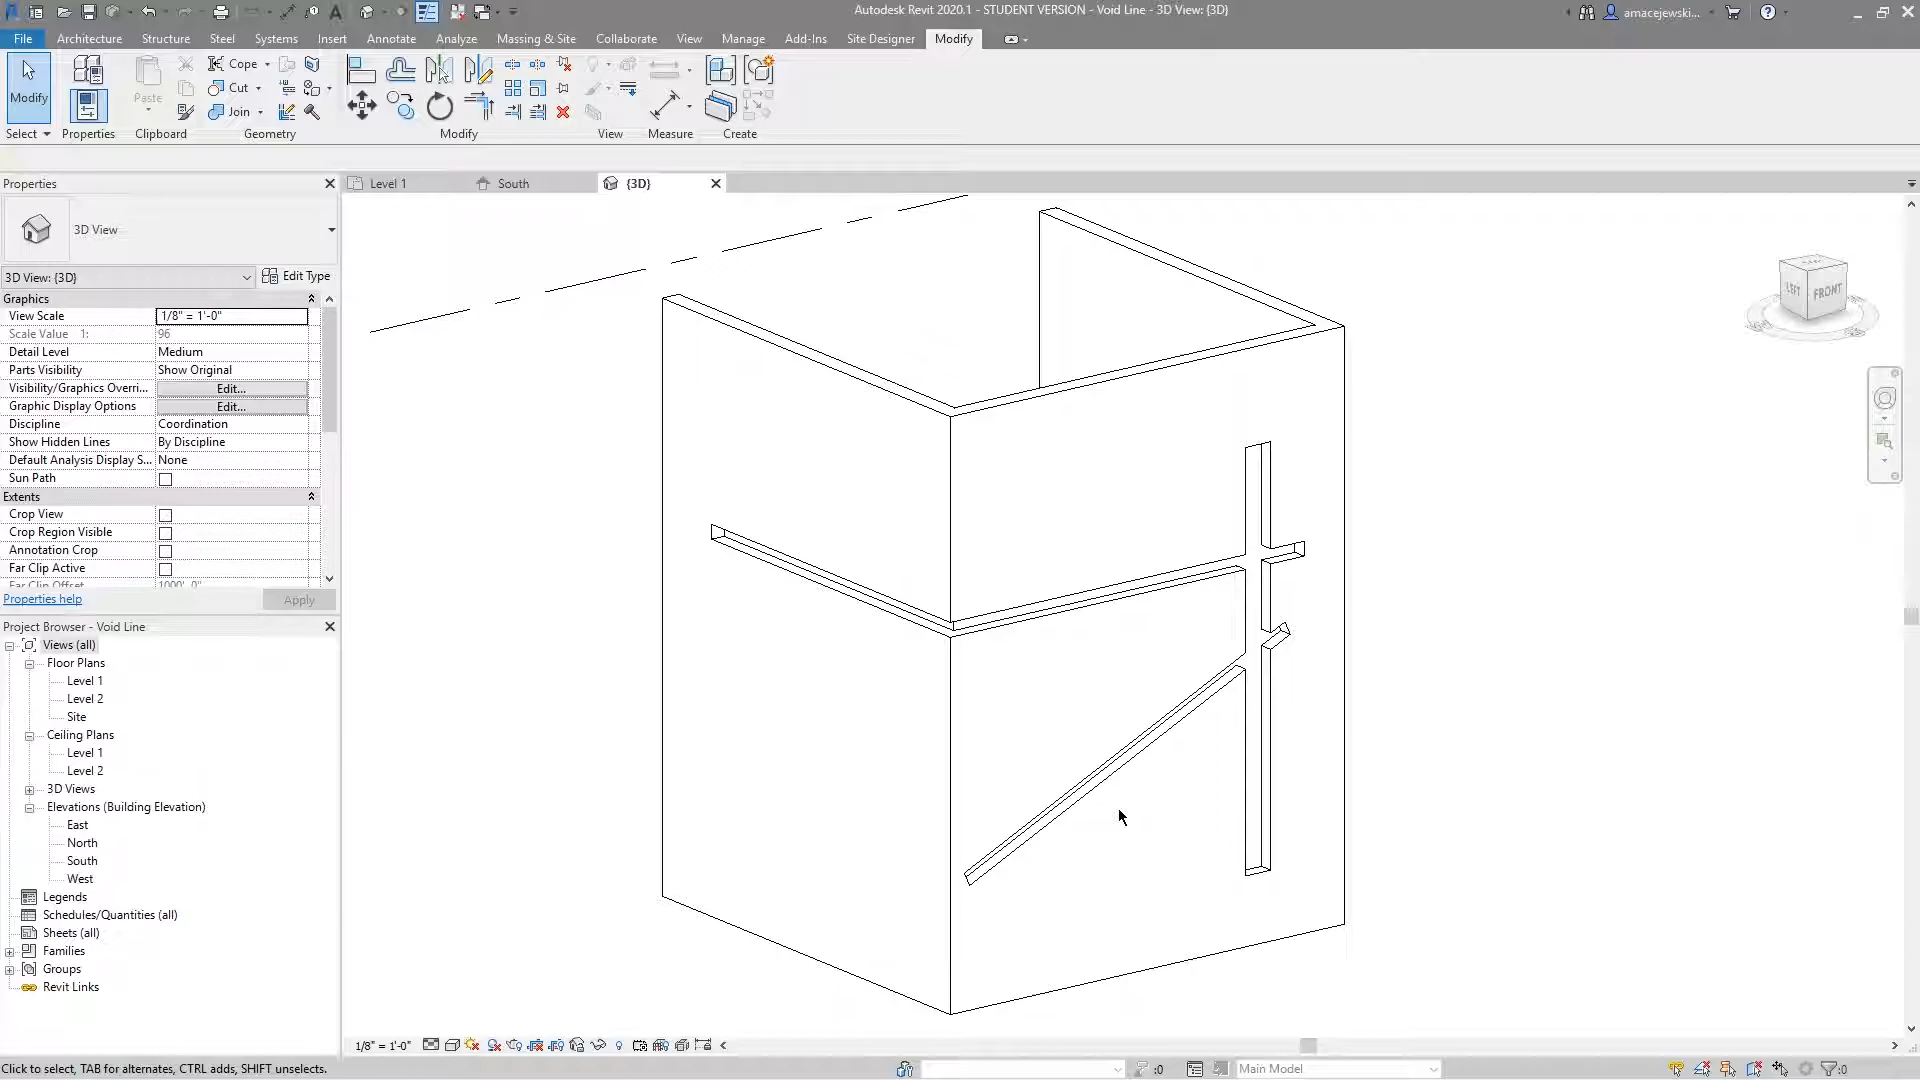 Autodesk Revit 2020.1 - STUDENT VERSION - Void Line - 3D View: {3D}
amacejewski...
File Architecture Structure Steel Systems Insert Annotate Analyze Massing & Site Collaborate View Manage Add-Ins Site Designer Modify
Modify
Paste
Cope
Cut
Join
Select Properties Clipboard Geometry Modify View Measure Create
Properties
Level 1
South
{3D}
3D View
3D View: {3D}
Edit Type
Graphics
View Scale 1/8" = 1'-0"
Scale Value 1: 96
Detail Level Medium
Parts Visibility Show Original
Visibility/Graphics Overri... Edit...
Graphic Display Options Edit...
Discipline Coordination
Show Hidden Lines By Discipline
Default Analysis Display S... None
Sun Path
Extents
Crop View
Crop Region Visible
Annotation Crop
Far Clip Active
Far Clip Offset 1000' 0"
Properties help
Apply
Project Browser - Void Line
Views (all)
Floor Plans
Level 1
Level 2
Site
Ceiling Plans
Level 1
Level 2
3D Views
Elevations (Building Elevation)
East
North
South
West
Legends
Schedules/Quantities (all)
Sheets (all)
Families
Groups
Revit Links
LEFT
FRONT
1/8" = 1'-0"
Click to select, TAB for alternates, CTRL adds, SHIFT unselects.
:0
Main Model
:0